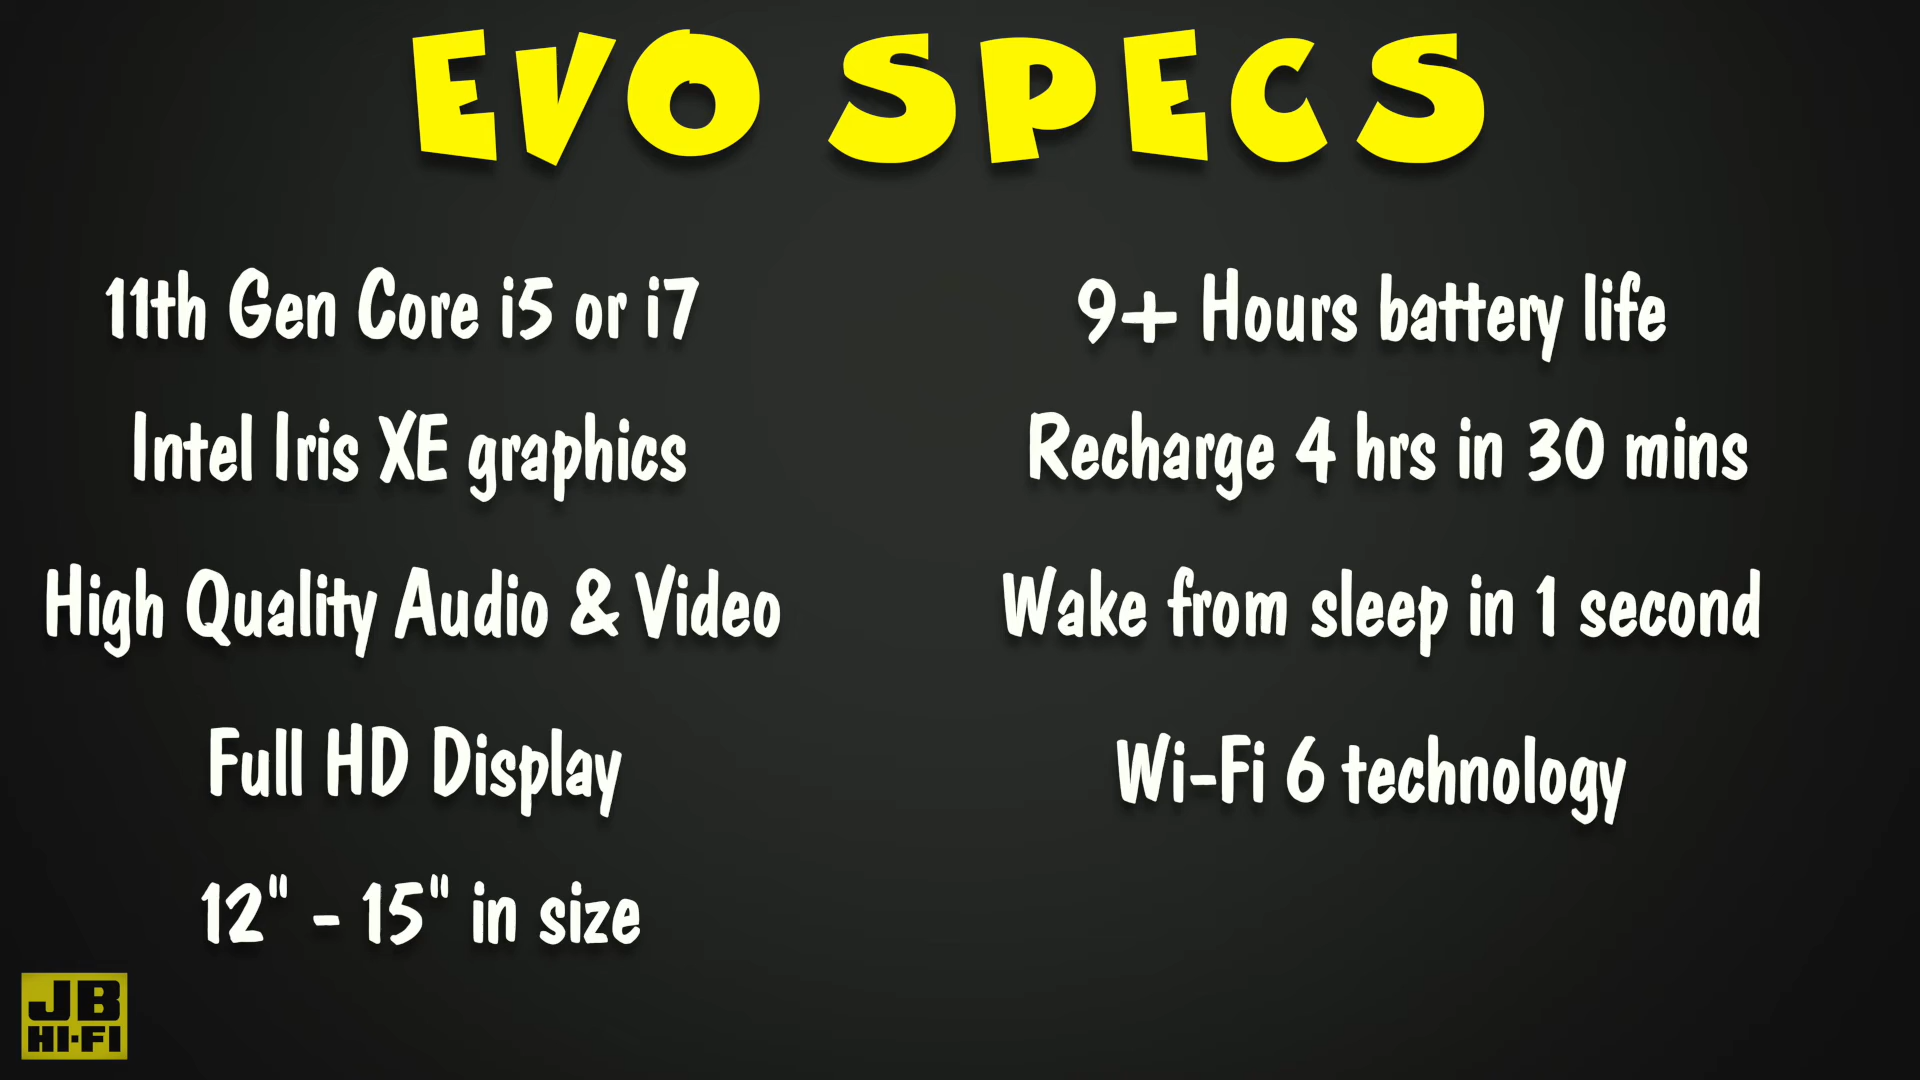 EVO SPECS
11th Gen Core i5 or i7
Intel Iris XE graphics
High Quality Audio & Video
Full HD Display
12" - 15" in size
9+ Hours battery life
Recharge 4 hrs in 30 mins
Wake from sleep in 1 second
Wi-Fi 6 technology
JB
HI-FI